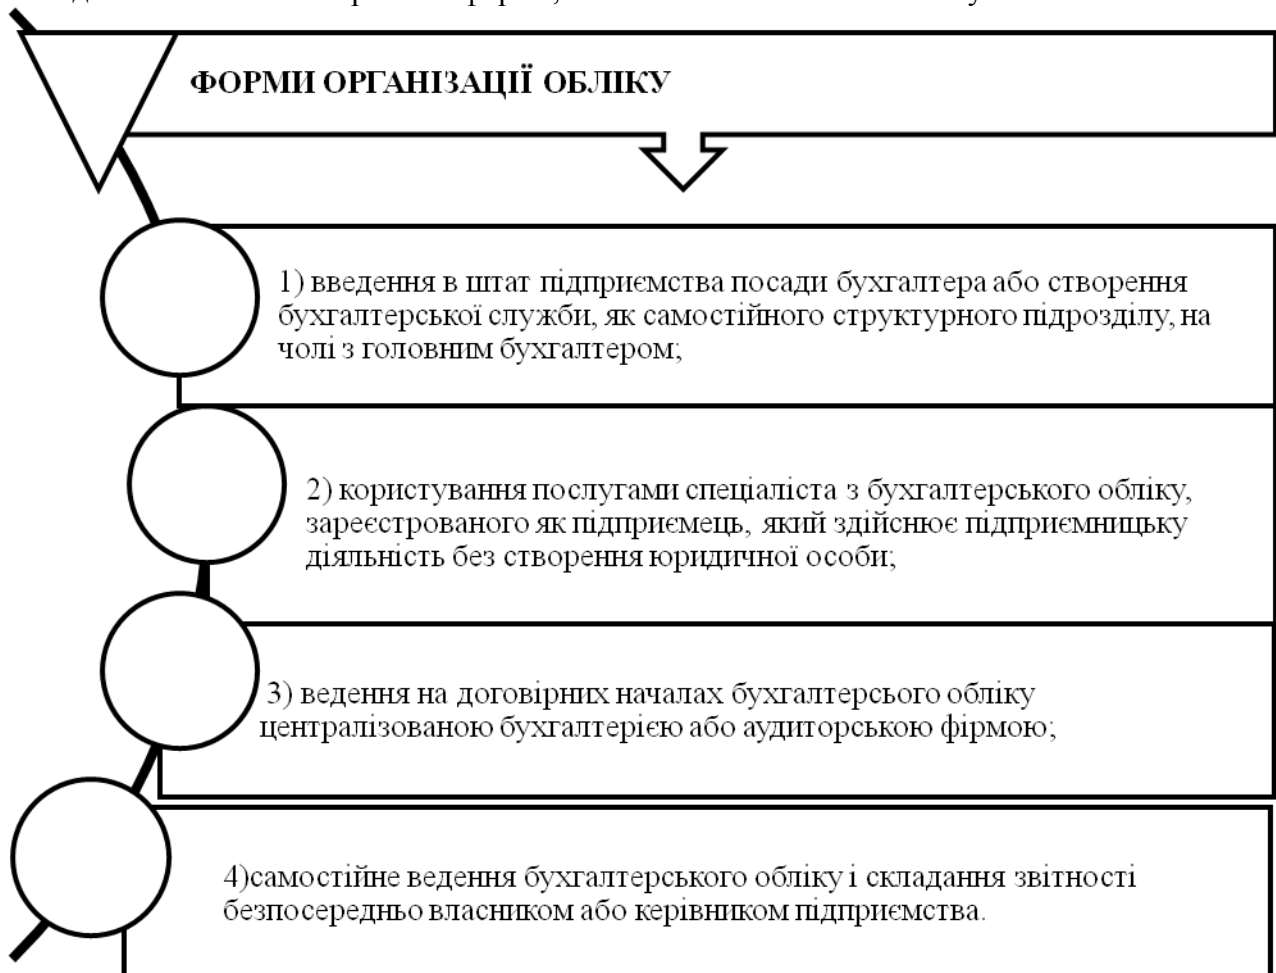 ФОРМИ ОРГАНІЗАЦІЇ ОБЛІКУ
1) введення в штат підприємства посади бухгалтера або створення
бухгалтерської служби, як самостійного структурного підрозділу, на
чолі з головним бухгалтером;
2) користування послугами спеціаліста з бухгалтерського обліку,
зареєстрованого як підприємець, який здійснює підприємницьку
діяльність без створення юридичної особи;
3) ведення на договірних началах бухгалтерсього обліку
централізованою бухгалтерією або аудиторською фірмою;
4)самостійне ведення бухгалтерського обліку і складання звітності
безпосередньо власником або керівником підприємства.